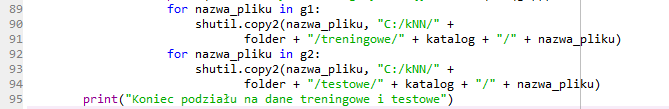 89 for nazwa_pliku in g1:
90 shutil.copy2(nazwa_pliku, "C:/kNN/" +
91 folder + "/treningowe/" + katalog + "/" + nazwa_pliku)
92 for nazwa_pliku in g2:
93 shutil.copy2(nazwa_pliku, "C:/kNN/" +
94 folder + "/testowe/" + katalog + "/" + nazwa_pliku)
95 print("Koniec podziału na dane treningowe i testowe")